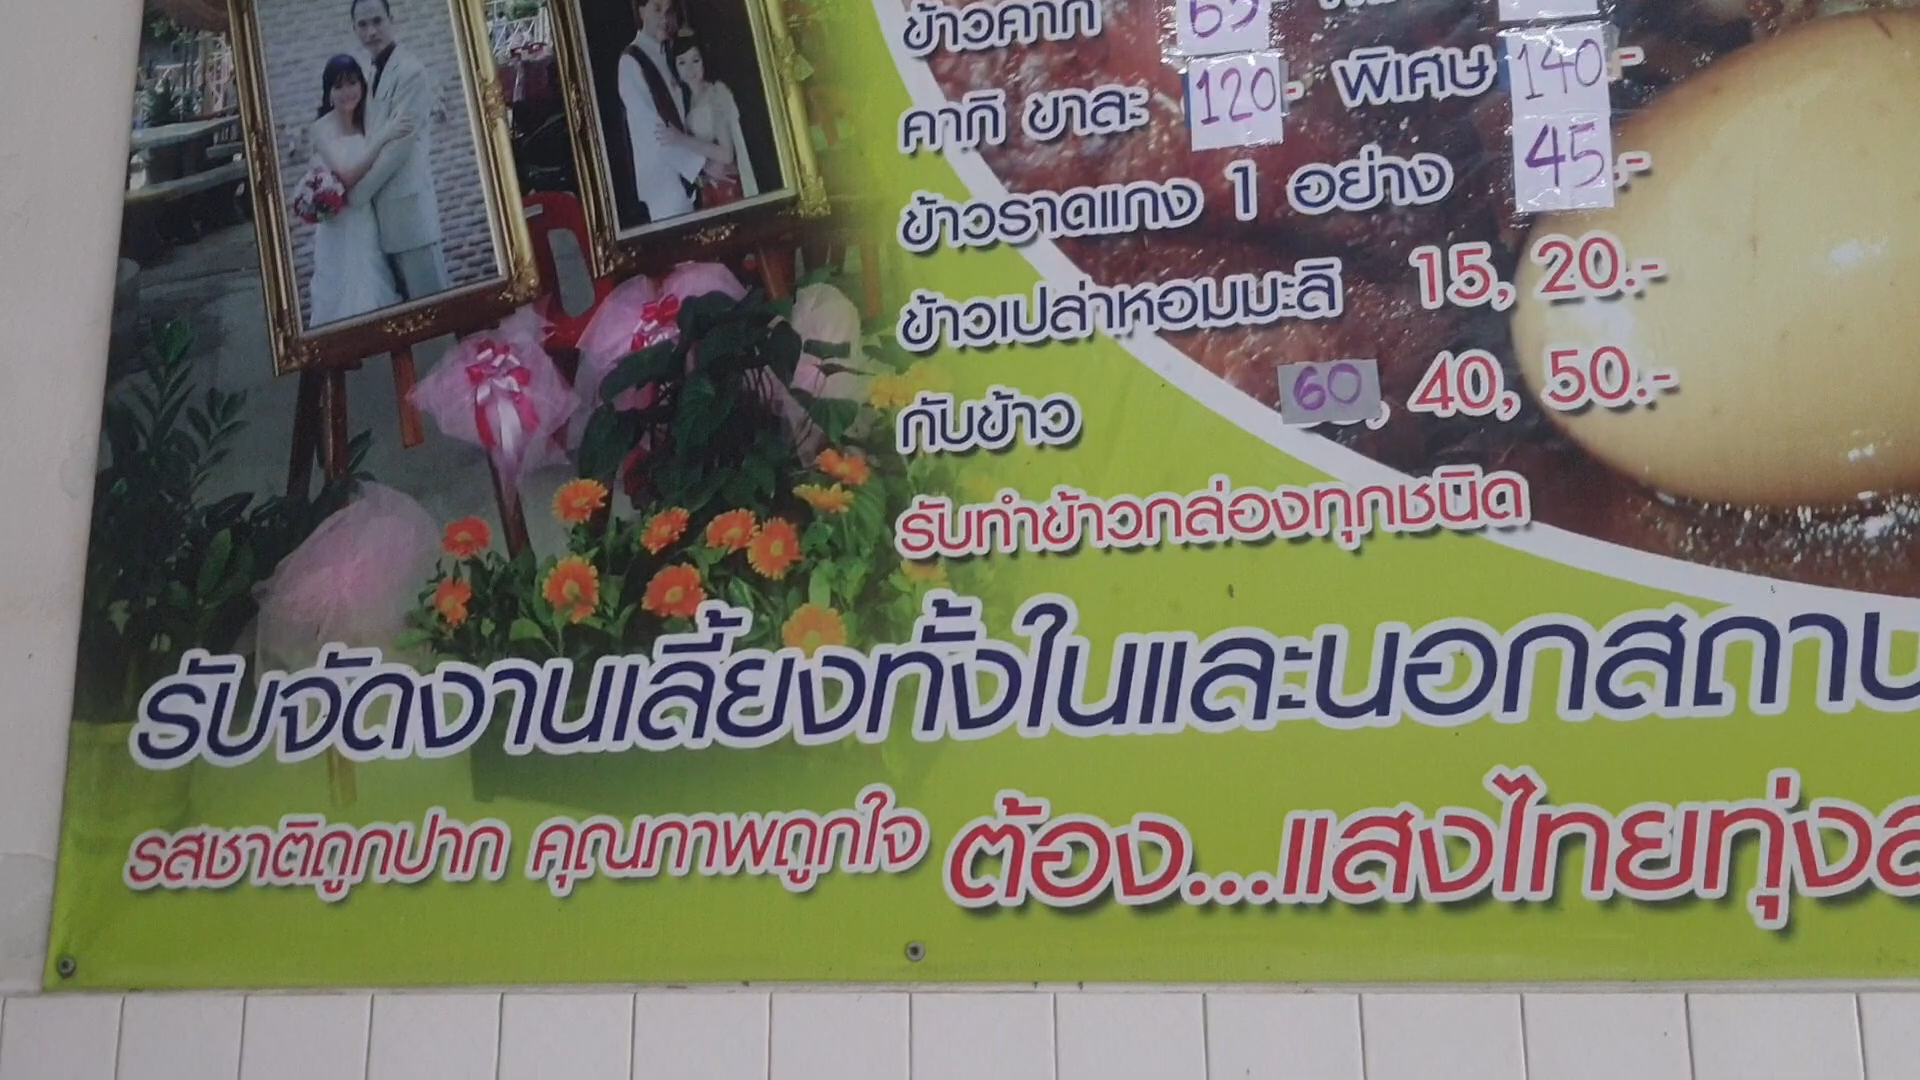 ข้าวคากิ 65
คากิ ขาละ 120.- พิเศษ 140.-
ข้าวราดแกง 1 อย่าง 45.-
ข้าวเปล่าหอมมะลิ 15, 20.-
กับข้าว 60, 40, 50.-
รับทำข้าวกล่องทุกชนิด
รับจัดงานเลี้ยงทั้งในและนอกสถาน
รสชาติถูกปาก คุณภาพถูกใจ ต้อง...แสงไทยทุ่งส